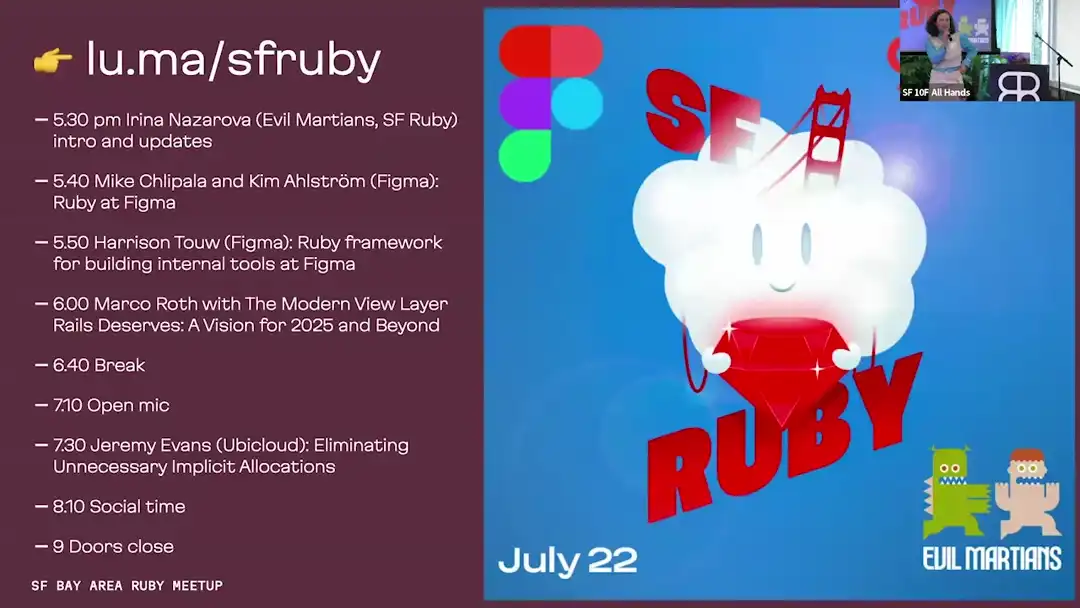 👉 lu.ma/sfruby
— 5.30 pm Irina Nazarova (Evil Martians, SF Ruby)
intro and updates
— 5.40 Mike Chlipala and Kim Ahlström (Figma):
Ruby at Figma
— 5.50 Harrison Touw (Figma): Ruby framework
for building internal tools at Figma
— 6.00 Marco Roth with The Modern View Layer
Rails Deserves: A Vision for 2025 and Beyond
— 6.40 Break
— 7.10 Open mic
— 7.30 Jeremy Evans (Ubicloud): Eliminating
Unnecessary Implicit Allocations
— 8.10 Social time
— 9 Doors close
SF BAY AREA RUBY MEETUP
SF
RUBY
July 22
EVIL MARTIANS
MARTIANS
SF 10F All Hands